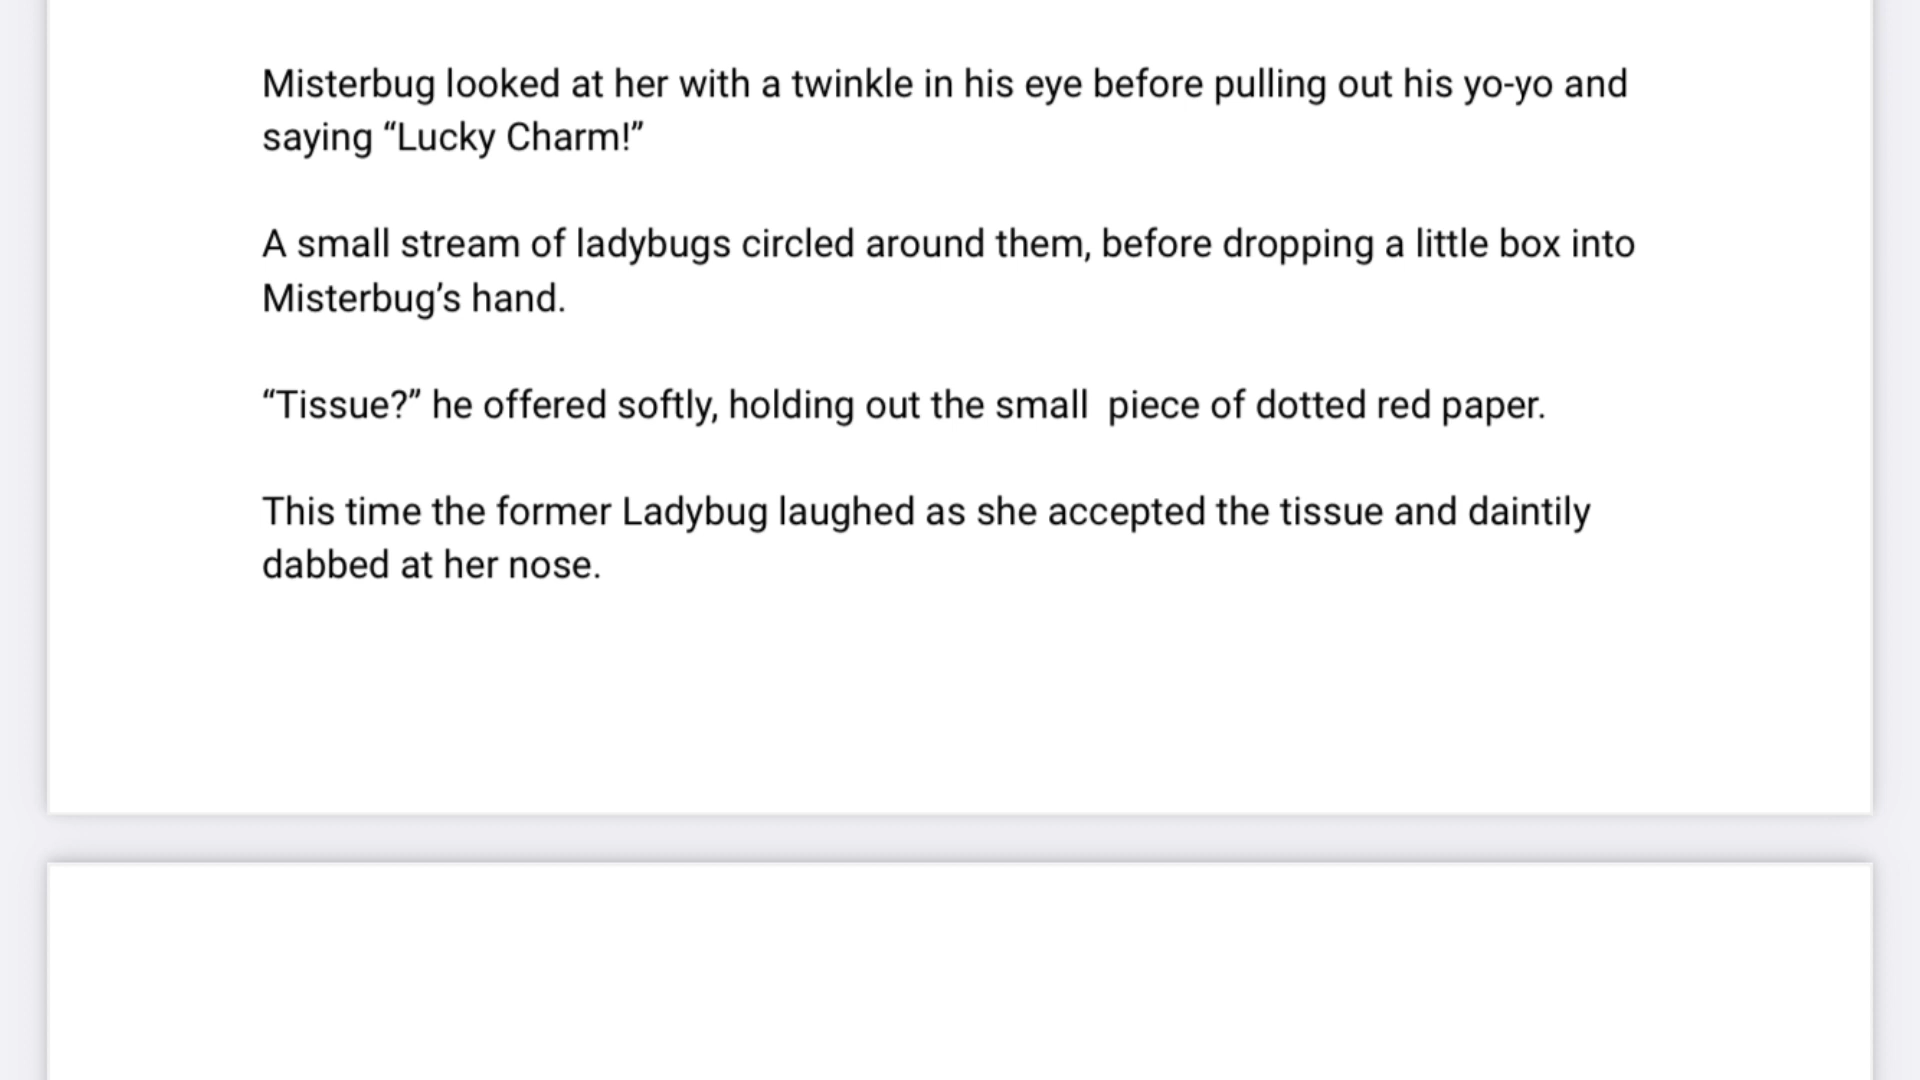 Misterbug looked at her with a twinkle in his eye before pulling out his yo-yo and
saying “Lucky Charm!”
A small stream of ladybugs circled around them, before dropping a little box into
Misterbug’s hand.
“Tissue?” he offered softly, holding out the small  piece of dotted red paper.
This time the former Ladybug laughed as she accepted the tissue and daintily
dabbed at her nose.